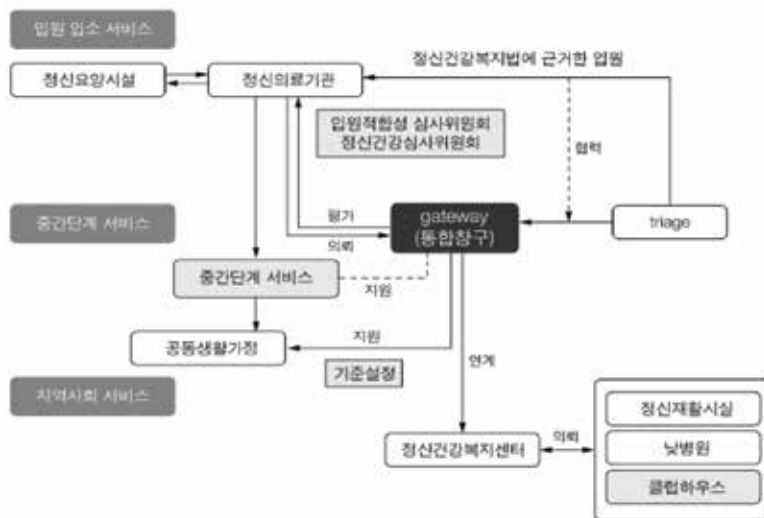 입원 입소 서비스
정신요양시설
정신의료기관
정신건강복지법에 근거한 입원
입원적합성 심사위원회
정신건강심사위원회
협력
중간단계 서비스
평가
의뢰
gateway
(통합창구)
triage
중간단계 서비스
지원
공동생활가정
지원
기준설정
연계
지역사회 서비스
정신건강복지센터
의뢰
정신재활시설
낮병원
클럽하우스